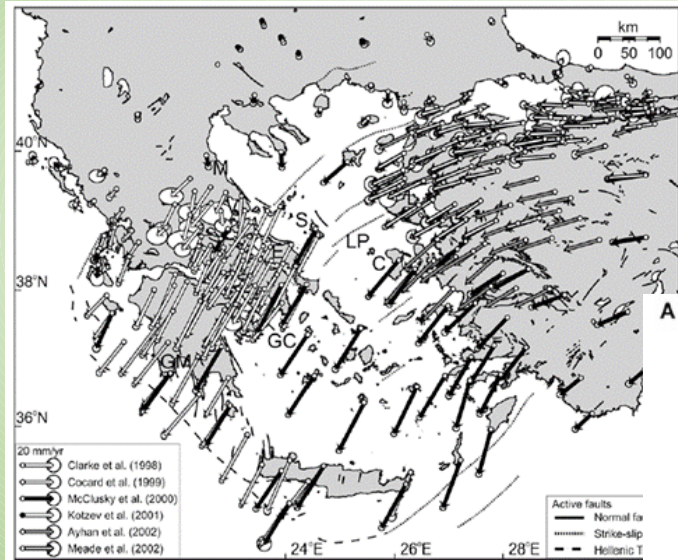 km
0 50 100
40°N
M
S
E
LP
C
38°N
A
GC
GM
36°N
20 mm/yr
Clarke et al. (1998)
Cocard et al. (1999)
McClusky et al. (2000)
Kotzev et al. (2001)
Ayhan et al. (2002)
Meade et al. (2002)
Active faults
Normal fa
Strike-slip
Hellenic T
24°E
26°E
28°E